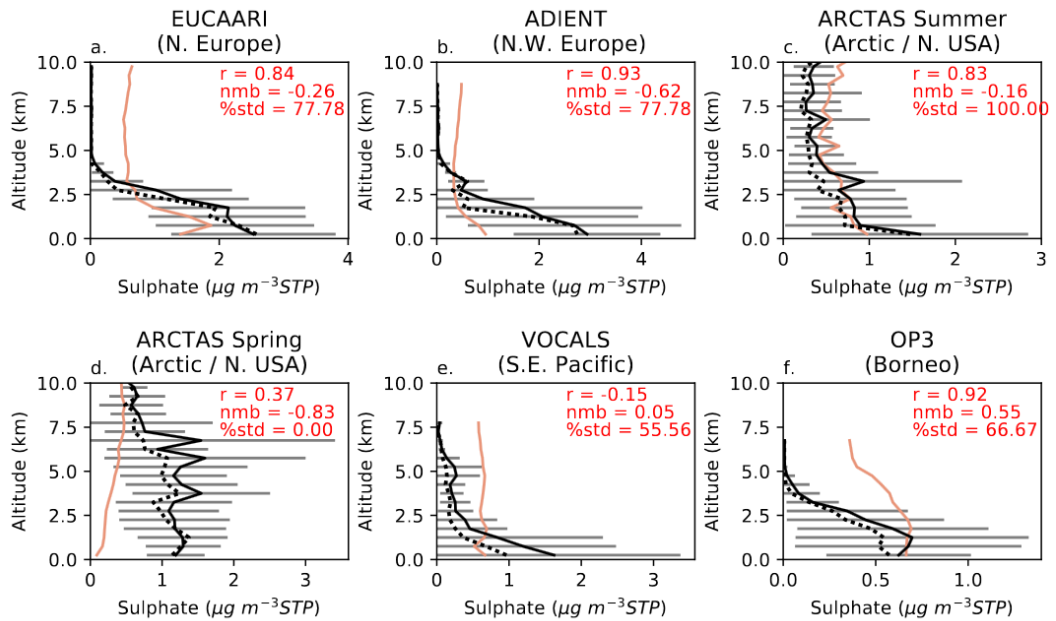 EUCAARI
(N. Europe)
a.
10.0
7.5
5.0
2.5
0.0
Altitude (km)
r = 0.84
nmb = -0.26
%std = 77.78
0 1 2 3 4
Sulphate (μg m⁻³STP)
ADIENT
(N.W. Europe)
b.
10.0
7.5
5.0
2.5
0.0
Altitude (km)
r = 0.93
nmb = -0.62
%std = 77.78
0 2 4
Sulphate (μg m⁻³STP)
ARCTAS Summer
(Arctic / N. USA)
c.
10.0
7.5
5.0
2.5
0.0
Altitude (km)
r = 0.83
nmb = -0.16
%std = 100.00
0 1 2 3
Sulphate (μg m⁻³STP)
ARCTAS Spring
(Arctic / N. USA)
d.
10.0
7.5
5.0
2.5
0.0
Altitude (km)
r = 0.37
nmb = -0.83
%std = 0.00
0 1 2 3
Sulphate (μg m⁻³STP)
VOCALS
(S.E. Pacific)
e.
10.0
7.5
5.0
2.5
0.0
Altitude (km)
r = -0.15
nmb = 0.05
%std = 55.56
0 1 2 3
Sulphate (μg m⁻³STP)
OP3
(Borneo)
f.
10.0
7.5
5.0
2.5
0.0
Altitude (km)
r = 0.92
nmb = 0.55
%std = 66.67
0.0 0.5 1.0
Sulphate (μg m⁻³STP)